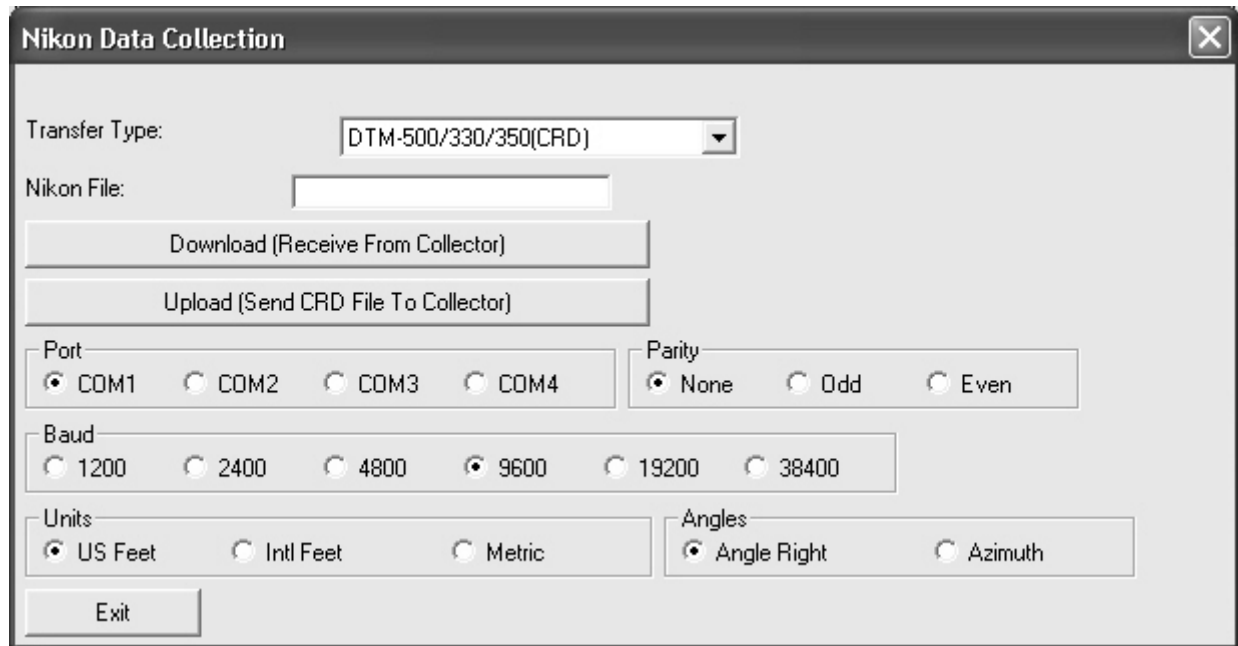 Nikon Data Collection
Transfer Type: DTM-500/330/350(CRD)
Nikon File:
Download (Receive From Collector)
Upload (Send CRD File To Collector)
Port Parity
COM1 COM2 COM3 COM4 None Odd Even
Baud
1200 2400 4800 9600 19200 38400
Units Angles
US Feet Intl Feet Metric Angle Right Azimuth
Exit